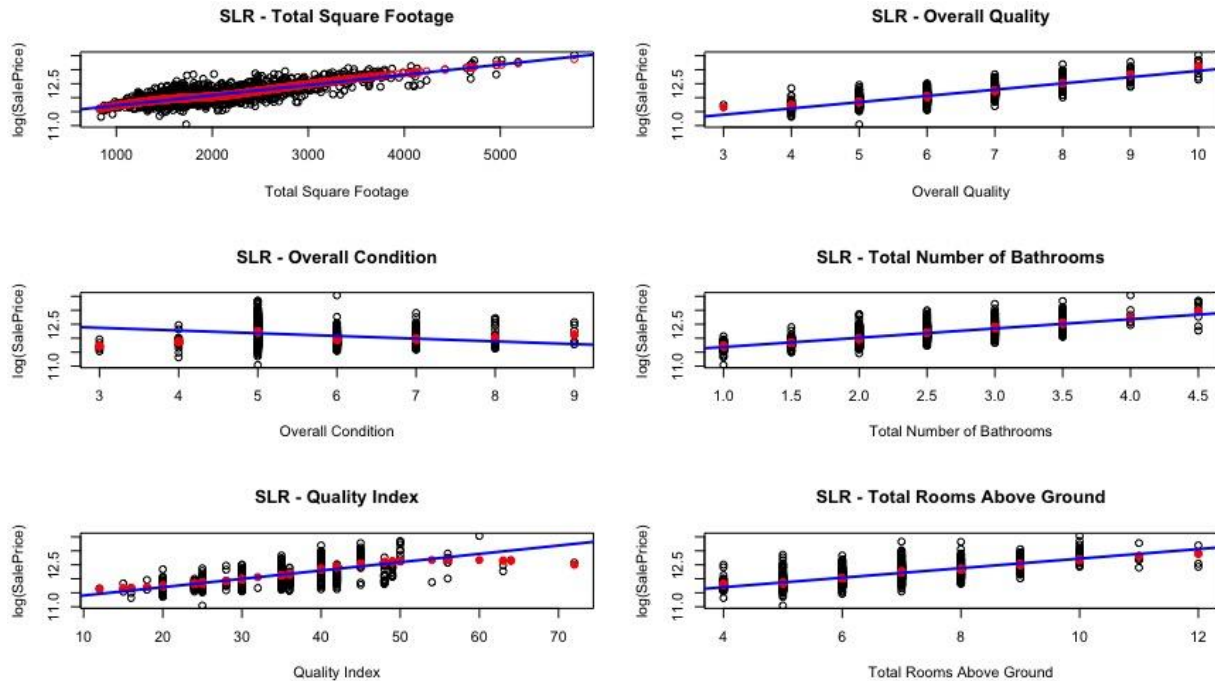 SLR - Total Square Footage
log(SalePrice)
12.5
11.0
1000 2000 3000 4000 5000
Total Square Footage
SLR - Overall Quality
log(SalePrice)
12.5
11.0
3 4 5 6 7 8 9 10
Overall Quality
SLR - Overall Condition
log(SalePrice)
12.5
11.0
3 4 5 6 7 8 9
Overall Condition
SLR - Total Number of Bathrooms
log(SalePrice)
12.5
11.0
1.0 1.5 2.0 2.5 3.0 3.5 4.0 4.5
Total Number of Bathrooms
SLR - Quality Index
log(SalePrice)
12.5
11.0
10 20 30 40 50 60 70
Quality Index
SLR - Total Rooms Above Ground
log(SalePrice)
12.5
11.0
4 6 8 10 12
Total Rooms Above Ground